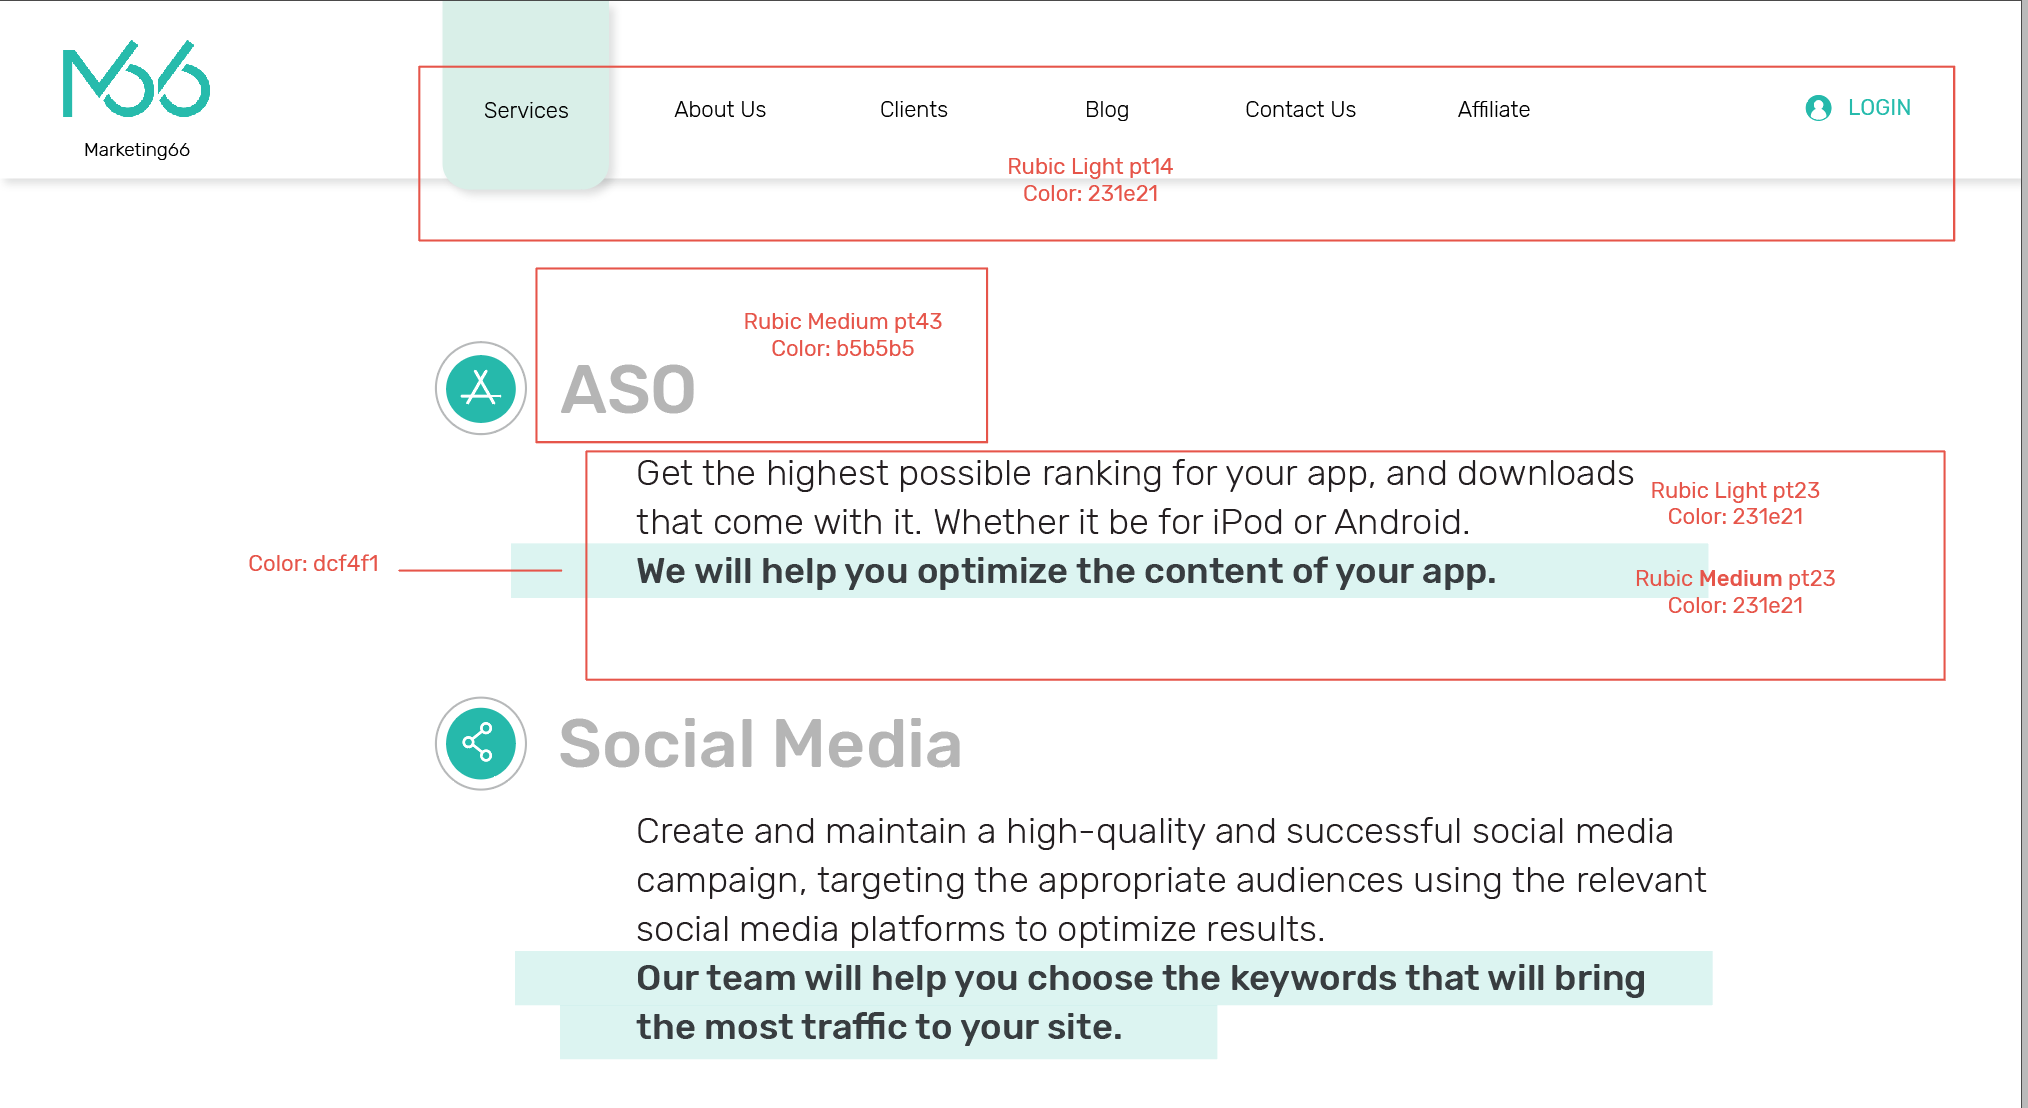 M66
Marketing66
Services
About Us
Clients
Blog
Contact Us
Affiliate
LOGIN
Rubic Light pt14
Color: 231e21
Rubic Medium pt43
Color: b5b5b5
ASO
Get the highest possible ranking for your app, and downloads
that come with it. Whether it be for iPod or Android.
We will help you optimize the content of your app.
Rubic Light pt23
Color: 231e21
Color: dcf4f1
Rubic Medium pt23
Color: 231e21
Social Media
Create and maintain a high-quality and successful social media
campaign, targeting the appropriate audiences using the relevant
social media platforms to optimize results.
Our team will help you choose the keywords that will bring
the most traffic to your site.